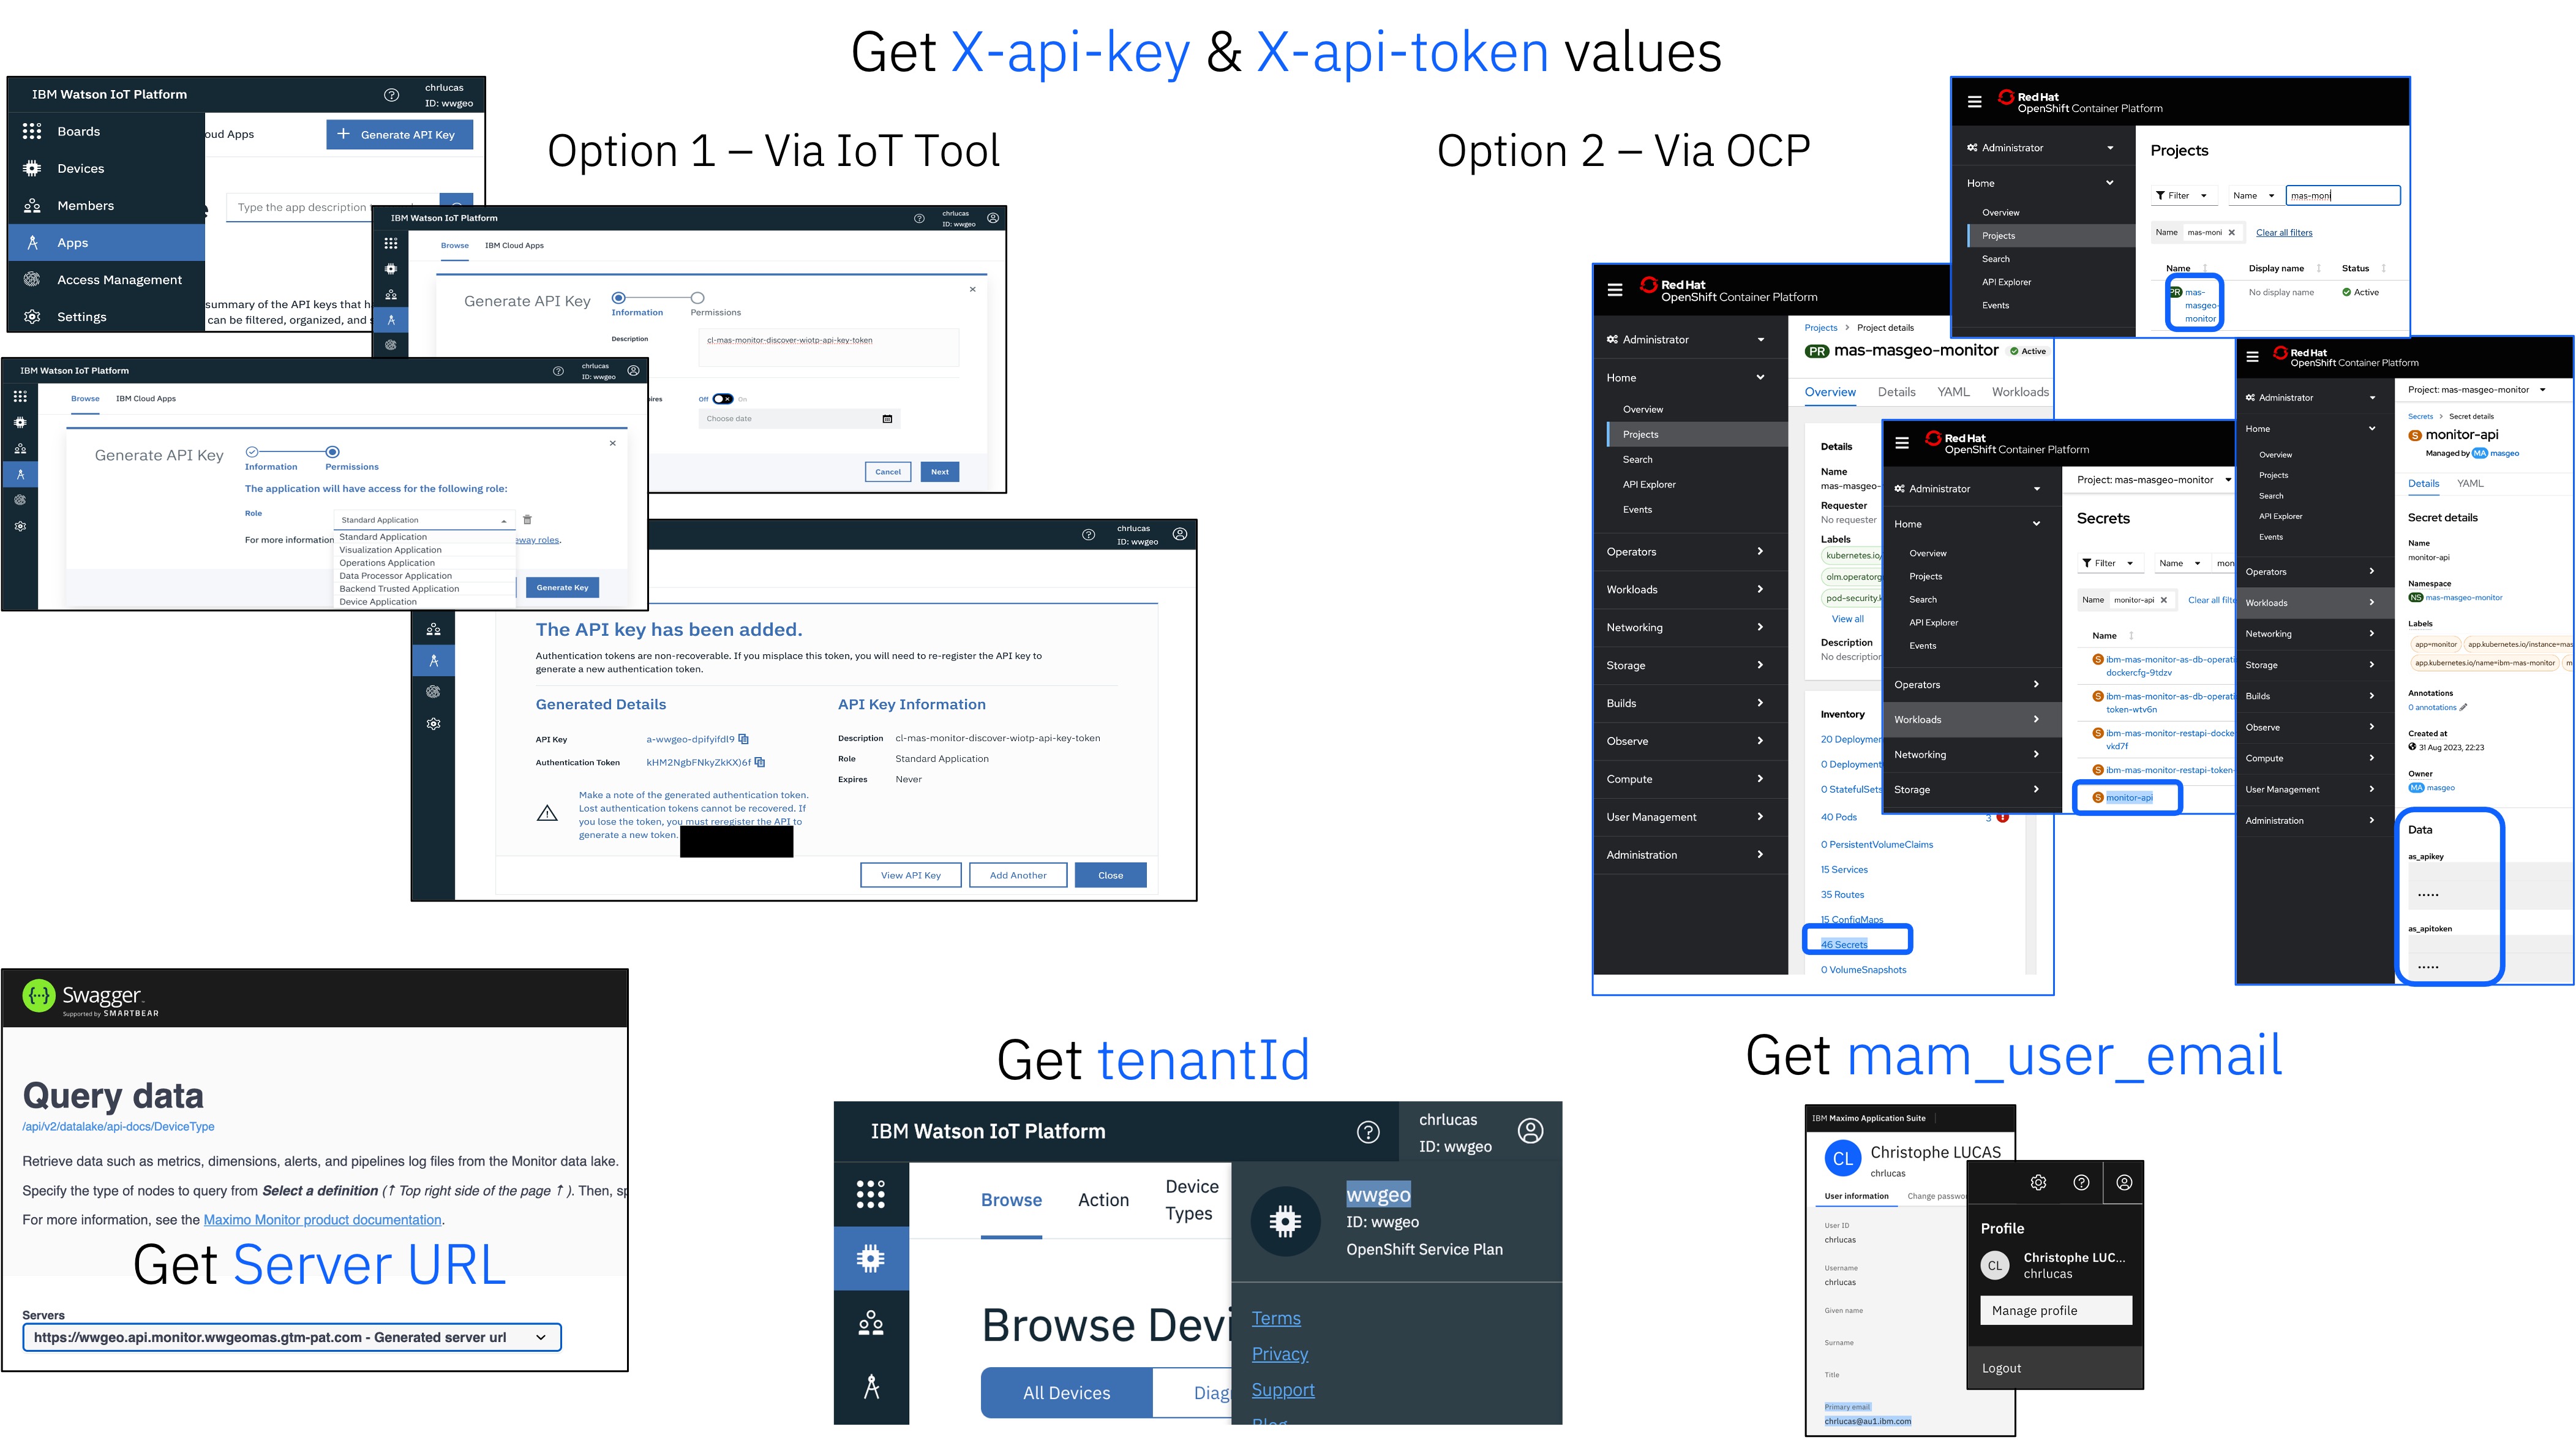 Get X-api-key & X-api-token values
Option 1 – Via IoT Tool
Option 2 – Via OCP
IBM Watson IoT Platform
chrlucas
ID: wwgeo
Boards
Devices
Members
Apps
Access Management
Settings
oud Apps
Generate API Key
Type the app description
summary of the API keys that h
can be filtered, organized, and s
IBM Watson IoT Platform
chrlucas
ID: wwgeo
Browse
IBM Cloud Apps
Generate API Key
Information
Permissions
Description
cl-mas-monitor-discover-wiotp-api-key-token
ires
Off
On
Choose date
Cancel
Next
IBM Watson IoT Platform
chrlucas
ID: wwgeo
Browse
IBM Cloud Apps
Generate API Key
Information
Permissions
The application will have access for the following role:
Role
Standard Application
For more information
eway roles.
Standard Application
Visualization Application
Operations Application
Data Processor Application
Backend Trusted Application
Device Application
Generate Key
chrlucas
ID: wwgeo
The API key has been added.
Authentication tokens are non-recoverable. If you misplace this token, you will need to re-register the API key to
generate a new authentication token.
Generated Details
API Key Information
API Key
a-wwgeo-dpifyifdl9
Authentication Token
kHM2NgbFNkyZkKX)6f
Description
cl-mas-monitor-discover-wiotp-api-key-token
Role
Standard Application
Expires
Never
Make a note of the generated authentication token.
Lost authentication tokens cannot be recovered. If
you lose the token, you must reregister the API to
generate a new token.
View API Key
Add Another
Close
Red Hat
OpenShift Container Platform
Administrator
Home
Overview
Projects
Search
API Explorer
Events
Projects
Filter
Name
mas-moni
Name
mas-moni
Clear all filters
Name
Display name
Status
PR
mas-
masgeo-
monitor
No display name
Active
Red Hat
OpenShift Container Platform
Administrator
Home
Overview
Projects
Search
API Explorer
Events
Operators
Workloads
Networking
Storage
Builds
Observe
Compute
User Management
Administration
Projects > Project details
PR mas-masgeo-monitor
Active
Overview
Details
YAML
Workloads
Details
Name
mas-masgeo-
Requester
No requester
Labels
kubernetes.io/
olm.operatorg
pod-security.k
View all
Description
No description
Inventory
20 Deploymen
0 Deployment
0 StatefulSets
40 Pods
3
0 PersistentVolumeClaims
15 Services
35 Routes
15 ConfigMaps
46 Secrets
0 VolumeSnapshots
Red Hat
OpenShift Container Platform
Administrator
Home
Overview
Projects
Search
API Explorer
Events
Operators
Workloads
Networking
Storage
Project: mas-masgeo-monitor
Secrets
Filter
Name
mon
Name
monitor-api
Clear all filte
Name
S ibm-mas-monitor-as-db-operati
dockercfg-9tdzv
S ibm-mas-monitor-as-db-operati
token-wtv6n
S ibm-mas-monitor-restapi-docke
vkd7f
S ibm-mas-monitor-restapi-token-
S monitor-api
Red Hat
OpenShift Container Platform
Administrator
Home
Overview
Projects
Search
API Explorer
Events
Operators
Workloads
Networking
Storage
Builds
Observe
Compute
User Management
Administration
Project: mas-masgeo-monitor
Secrets > Secret details
S monitor-api
Managed by MA masgeo
Details
YAML
Secret details
Name
monitor-api
Namespace
NS mas-masgeo-monitor
Labels
app=monitor
app.kubernetes.io/instance=mas
app.kubernetes.io/name=ibm-mas-monitor
m
Annotations
0 annotations
Created at
31 Aug 2023, 22:23
Owner
MA masgeo
Data
as_apikey
•••••
as_apitoken
•••••
Swagger
Supported by SMARTBEAR
Query data
/api/v2/datalake/api-docs/DeviceType
Retrieve data such as metrics, dimensions, alerts, and pipelines log files from the Monitor data lake.
Specify the type of nodes to query from Select a definition (↑ Top right side of the page ↑ ). Then, sp
For more information, see the Maximo Monitor product documentation.
Get Server URL
Servers
https://wwgeo.api.monitor.wwgeomas.gtm-pat.com - Generated server url
Get tenantId
IBM Watson IoT Platform
chrlucas
ID: wwgeo
Browse
Action
Device
Types
wwgeo
ID: wwgeo
OpenShift Service Plan
Browse Devi
All Devices
Diag
Terms
Privacy
Support
Blog
Get mam_user_email
IBM Maximo Application Suite
CL
Christophe LUCAS
chrlucas
User information
Change passwo
User ID
chrlucas
Username
chrlucas
Given name
Surname
Title
Primary email
chrlucas@au1.ibm.com
Profile
CL
Christophe LUC...
chrlucas
Manage profile
Logout